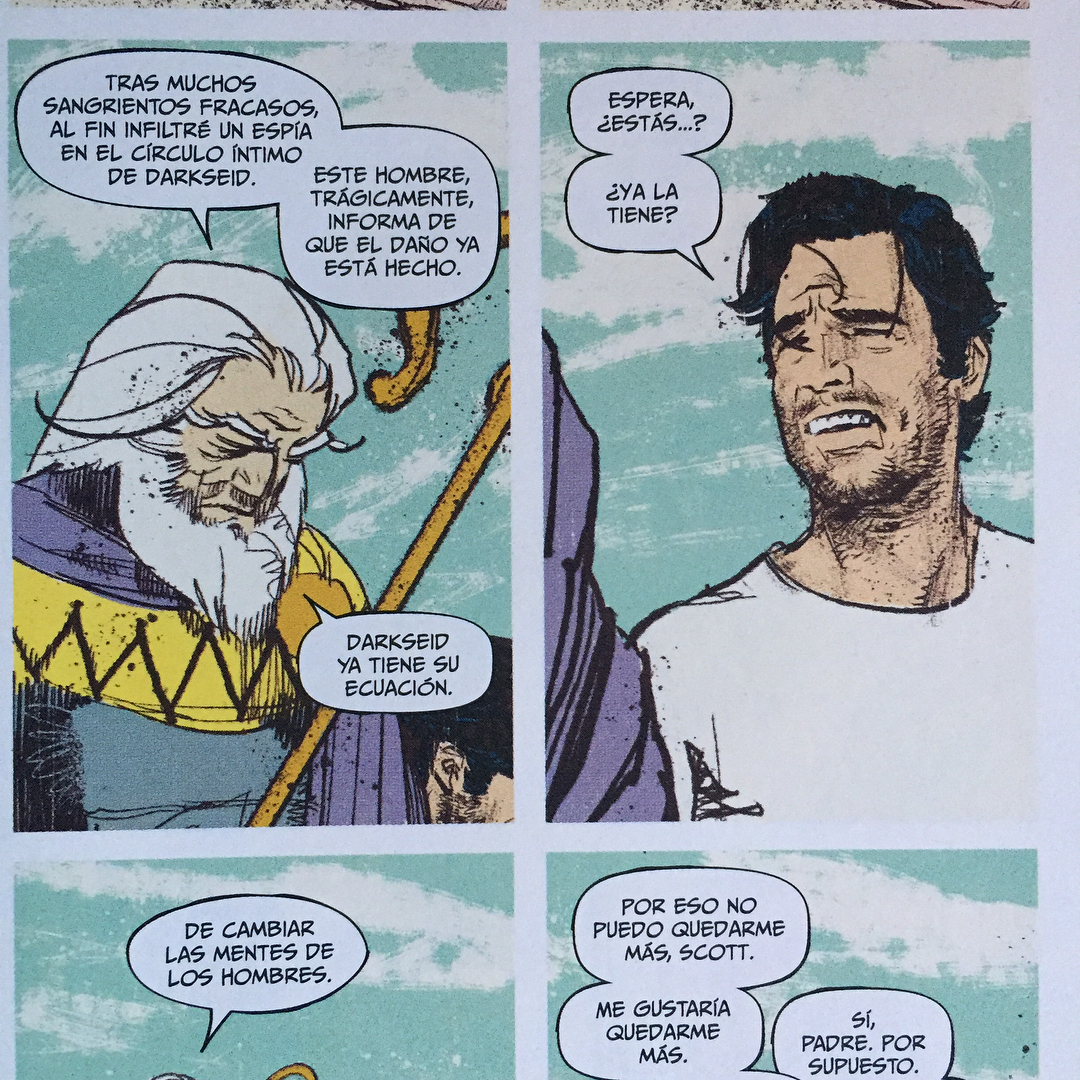 TRAS MUCHOS
SANGRIENTOS FRACASOS,
AL FIN INFILTRÉ UN ESPÍA
EN EL CÍRCULO ÍNTIMO
DE DARKSEID.
ESTE HOMBRE,
TRÁGICAMENTE,
INFORMA DE
QUE EL DAÑO YA
ESTÁ HECHO.
DARKSEID
YA TIENE SU
ECUACIÓN.
ESPERA,
¿ESTÁS...?
¿YA LA
TIENE?
DE CAMBIAR
LAS MENTES DE
LOS HOMBRES.
POR ESO NO
PUEDO QUEDARME
MÁS, SCOTT.
ME GUSTARÍA
QUEDARME
MÁS.
SÍ,
PADRE. POR
SUPUESTO.